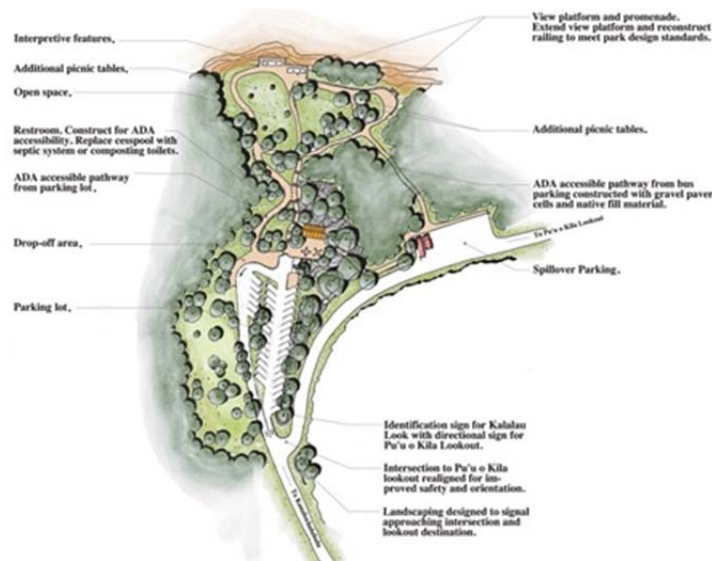 Interpretive features.
Additional picnic tables.
Open space.
Restroom. Construct for ADA
accessibility. Replace cesspool with
septic system or composting toilets.
ADA accessible pathway
from parking lot.
Drop-off area.
Parking lot.
View platform and promenade.
Extend view platform and reconstruct
railing to meet park design standards.
Additional picnic tables.
ADA accessible pathway from bus
parking constructed with gravel paver
cells and native fill material.
To Pu'u o Kila Lookout
Spillover Parking.
Identification sign for Kalalau
Look with directional sign for
Pu'u o Kila Lookout.
Intersection to Pu'u o Kila
lookout realigned for im-
proved safety and orientation.
Landscaping designed to signal
approaching intersection and
lookout destination.
To